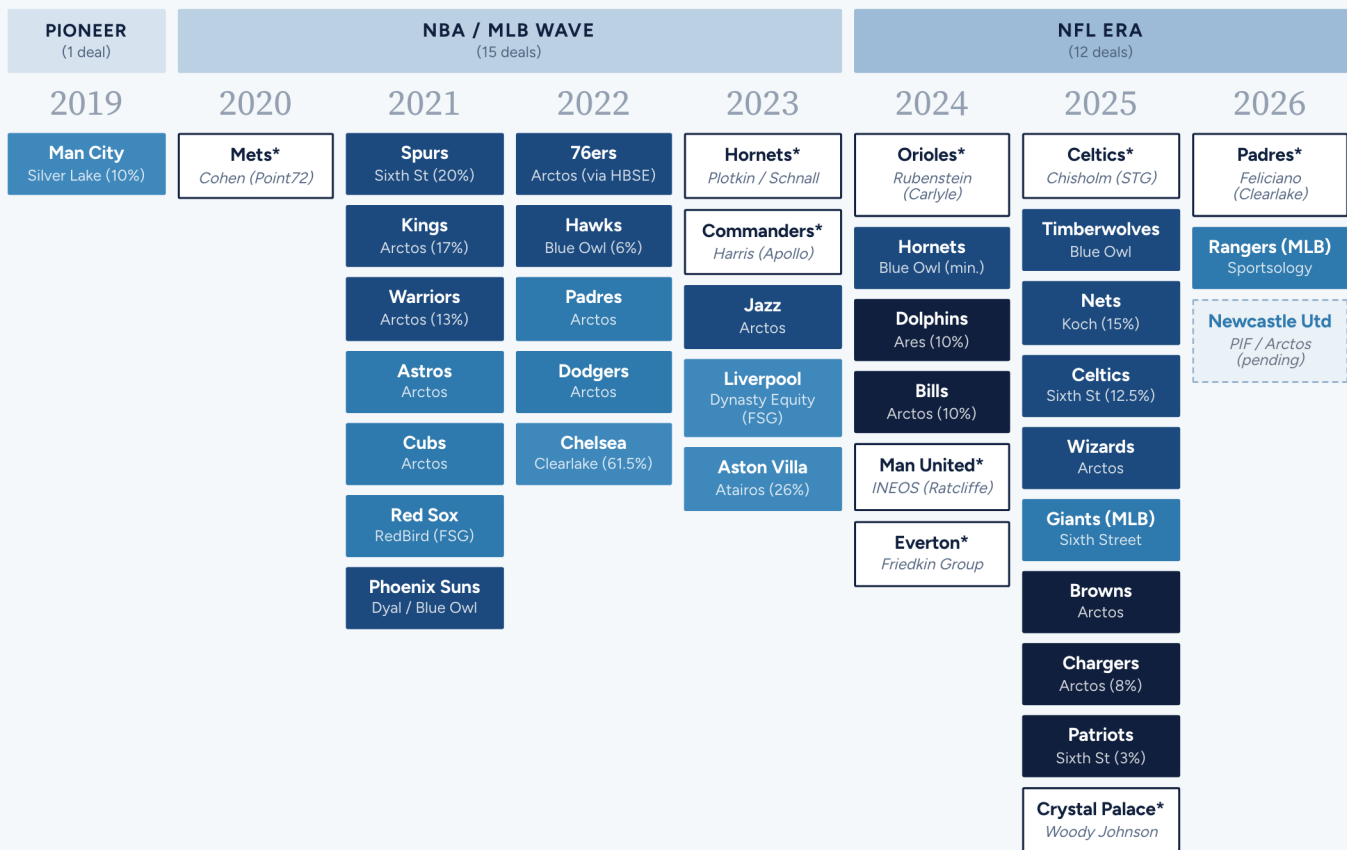 PIONEER
(1 deal)
NBA / MLB WAVE
(15 deals)
NFL ERA
(12 deals)
2019
Man City
Silver Lake (10%)
2020
Mets*
Cohen (Point72)
2021
Spurs
Sixth St (20%)
Kings
Arctos (17%)
Warriors
Arctos (13%)
Astros
Arctos
Cubs
Arctos
Red Sox
RedBird (FSG)
Phoenix Suns
Dyal / Blue Owl
2022
76ers
Arctos (via HBSE)
Hawks
Blue Owl (6%)
Padres
Arctos
Dodgers
Arctos
Chelsea
Clearlake (61.5%)
2023
Hornets*
Plotkin / Schnall
Commanders*
Harris (Apollo)
Jazz
Arctos
Liverpool
Dynasty Equity
(FSG)
Aston Villa
Atairos (26%)
2024
Orioles*
Rubenstein
(Carlyle)
Hornets
Blue Owl (min.)
Dolphins
Ares (10%)
Bills
Arctos (10%)
Man United*
INEOS (Ratcliffe)
Everton*
Friedkin Group
2025
Celtics*
Chisholm (STG)
Timberwolves
Blue Owl
Nets
Koch (15%)
Celtics
Sixth St (12.5%)
Wizards
Arctos
Giants (MLB)
Sixth Street
Browns
Arctos
Chargers
Arctos (8%)
Patriots
Sixth St (3%)
Crystal Palace*
Woody Johnson
2026
Padres*
Feliciano
(Clearlake)
Rangers (MLB)
Sportsology
Newcastle Utd
PIF / Arctos
(pending)